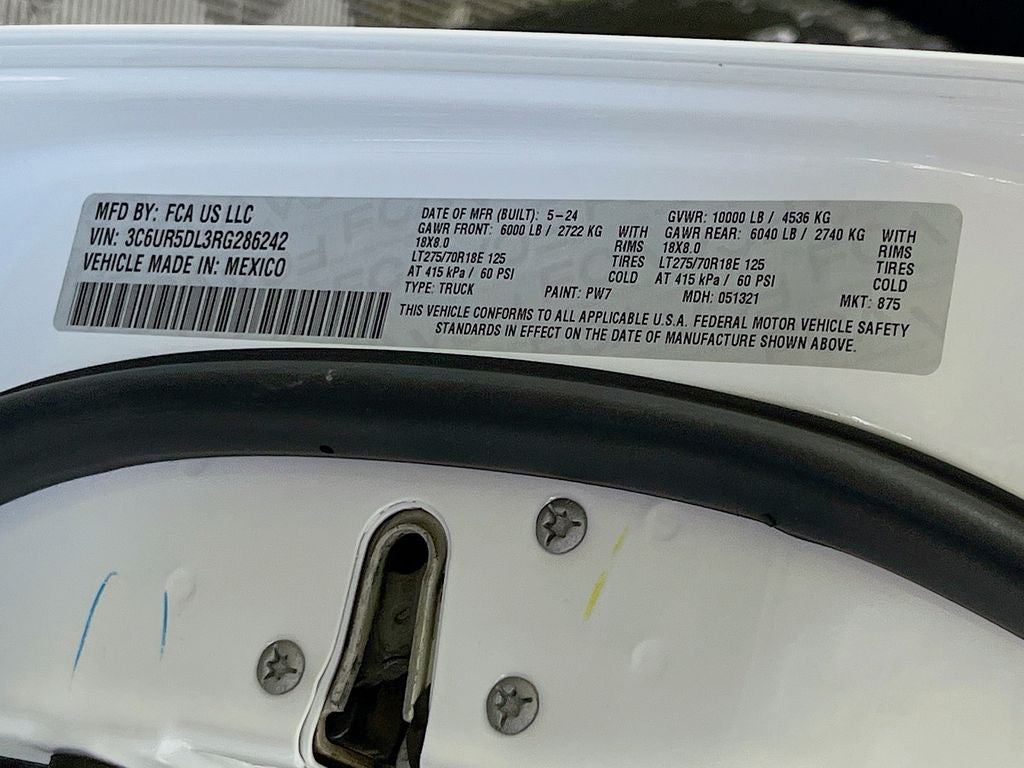 MFD BY: FCA US LLC
VIN: 3C6UR5DL3RG286242
VEHICLE MADE IN: MEXICO
DATE OF MFR (BUILT): 5-24
GAWR FRONT: 6000 LB / 2722 KG WITH
18X8.0 RIMS
LT275/70R18E 125 TIRES
AT 415 kPa / 60 PSI COLD
TYPE: TRUCK PAINT: PW7
GVWR: 10000 LB / 4536 KG
GAWR REAR: 6040 LB / 2740 KG WITH
18X8.0 RIMS
LT275/70R18E 125 TIRES
AT 415 kPa / 60 PSI COLD
MDH: 051321 MKT: 875
THIS VEHICLE CONFORMS TO ALL APPLICABLE U.S.A. FEDERAL MOTOR VEHICLE SAFETY
STANDARDS IN EFFECT ON THE DATE OF MANUFACTURE SHOWN ABOVE.